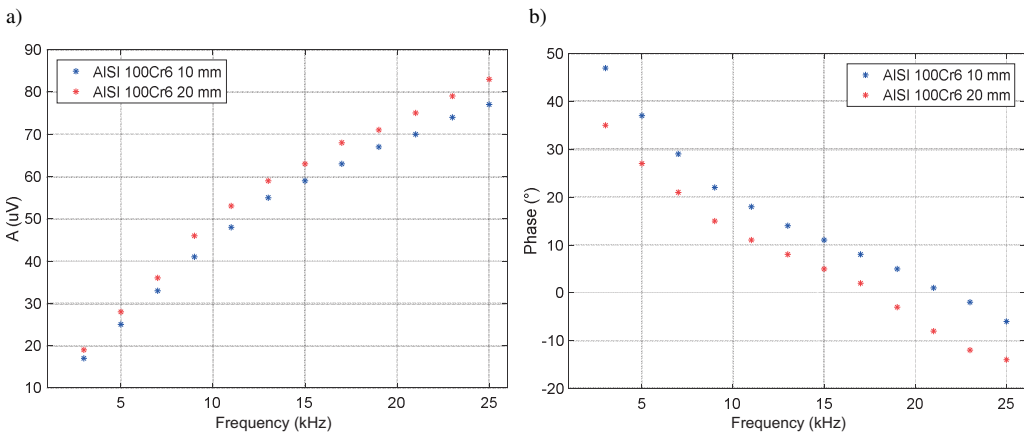 a)
90
80
70
60
50
40
30
20
10
A (uV)
AISI 100Cr6 10 mm
AISI 100Cr6 20 mm
5 10 15 20 25
Frequency (kHz)
b)
50
40
30
20
10
0
-10
-20
Phase (°)
AISI 100Cr6 10 mm
AISI 100Cr6 20 mm
5 10 15 20 25
Frequency (kHz)